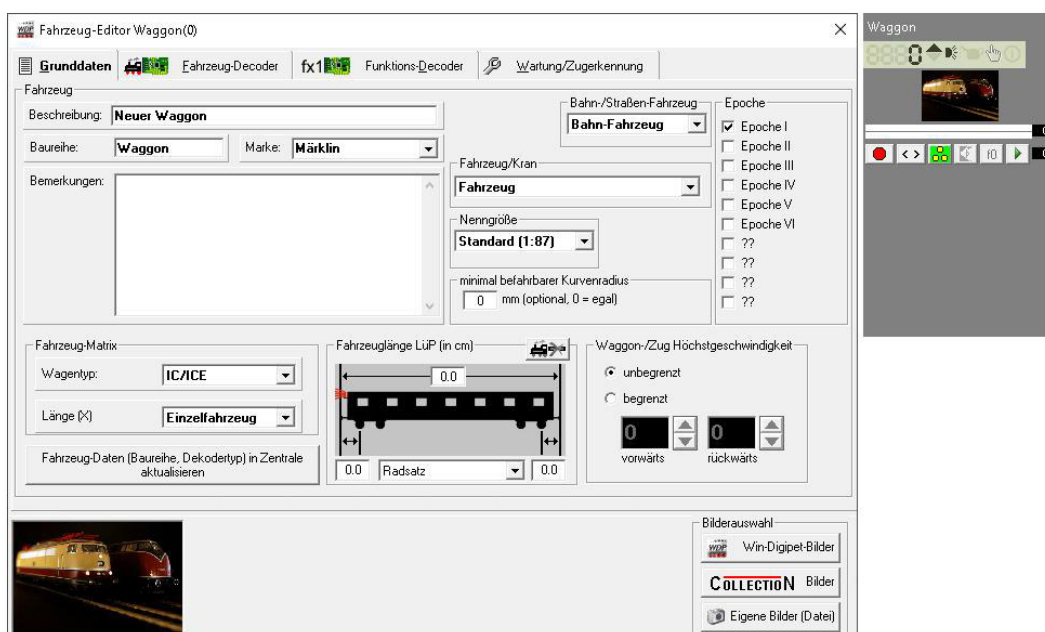 Fahrzeug-Editor Waggon(0)
Grunddaten
Fahrzeug-Decoder
fx1 Funktions-Decoder
Wartung/Zugerkennung
Fahrzeug
Beschreibung: Neuer Waggon
Baureihe: Waggon Marke: Märklin
Bemerkungen:
Bahn-/Straßen-Fahrzeug
Bahn-Fahrzeug
Fahrzeug/Kran
Fahrzeug
Nenngröße
Standard (1:87)
minimal befahrbarer Kurvenradius
0 mm (optional, 0 = egal)
Epoche
Epoche I
Epoche II
Epoche III
Epoche IV
Epoche V
Epoche VI
??
??
??
??
Fahrzeug-Matrix
Wagentyp: IC/ICE
Länge (X) Einzelfahrzeug
Fahrzeug-Daten (Baureihe, Dekodertyp) in Zentrale
aktualisieren
Fahrzeuglänge LüP (in cm)
0.0
0.0 Radsatz 0.0
Waggon-/Zug Höchstgeschwindigkeit
unbegrenzt
begrenzt
0 0
vorwärts rückwärts
Bilderauswahl
WDP Win-Digipet-Bilder
COLLECTION Bilder
Eigene Bilder (Datei)
Waggon
0
f0